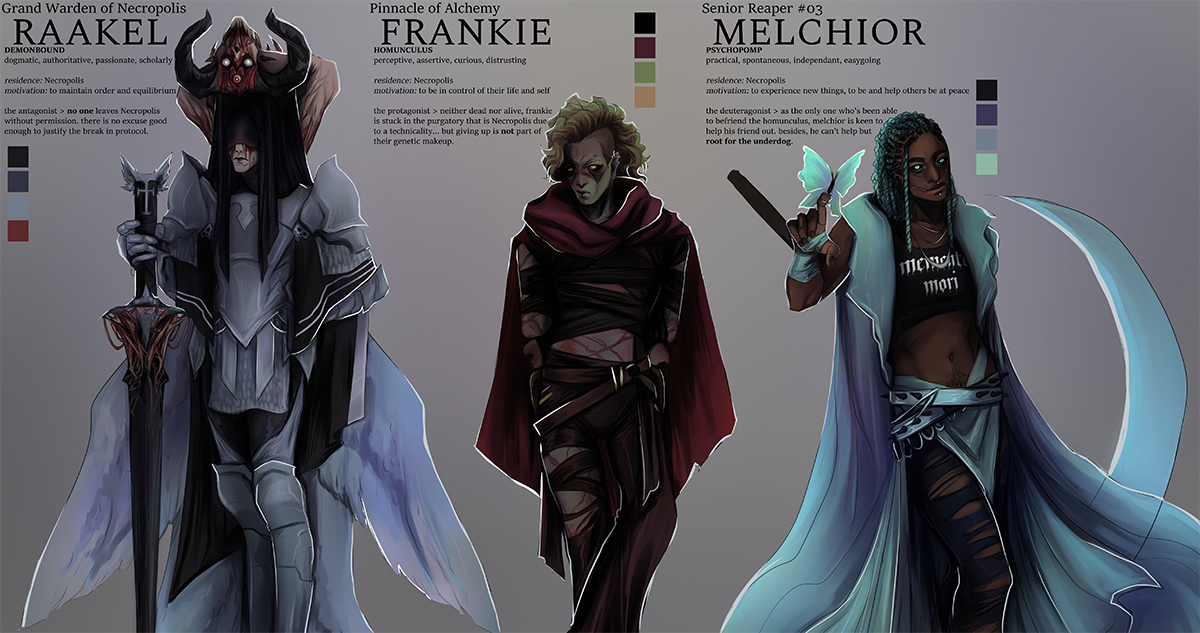 Grand Warden of Necropolis
RAAKEL
DEMONBOUND
dogmatic, authoritative, passionate, scholarly
residence: Necropolis
motivation: to maintain order and equilibrium
the antagonist > no one leaves Necropolis
without permission. there is no excuse good
enough to justify the break in protocol.
Pinnacle of Alchemy
FRANKIE
HOMUNCULUS
perceptive, assertive, curious, distrusting
residence: Necropolis
motivation: to be in control of their life and self
the protagonist > neither dead nor alive, frankie
is stuck in the purgatory that is Necropolis due
to a technicality... but giving up is not part of
their genetic makeup.
Senior Reaper #03
MELCHIOR
PSYCHOPOMP
practical, spontaneous, independant, easygoing
residence: Necropolis
motivation: to experience new things, to be and help others be at peace
the deuteragonist > as the only one who's been able
to befriend the homunculus, melchior is keen to
help his friend out. besides, he can't help but
root for the underdog.
memento
mori